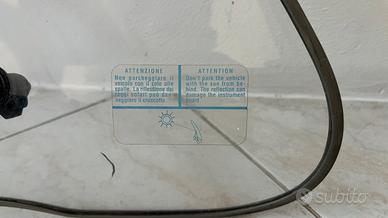 ATTENZIONE
Non parcheggiare il
veicolo con il sole alle
spalle. La riflessione dei
raggi solari può dan-
neggiare il cruscotto.
ATTENTION
Don't park the vehicle
with the sun from be-
hind. The reflection can
damage the instrument
board.
subito